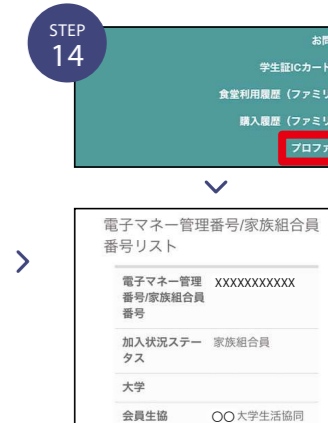 STEP
14
お問
学生証ICカード
食堂利用履歴（ファミリ
購入履歴（ファミリ
プロファ
電子マネー管理番号/家族組合員
番号リスト
電子マネー管理 XXXXXXXXXXX
番号/家族組合員
番号
加入状況ステー 家族組合員
タス
大学
会員生協 〇〇大学生活協同